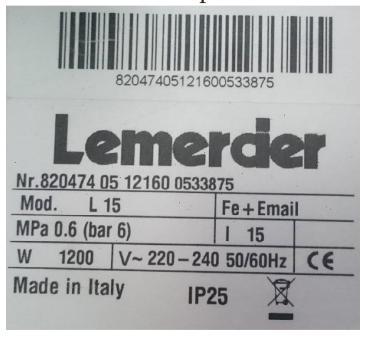 82047405121600533875
Lemercier
Nr.820474 05 12160 0533875
Mod. L 15 Fe+Email
MPa 0.6 (bar 6) I 15
W 1200 V~ 220-240 50/60Hz CE
Made in Italy IP25